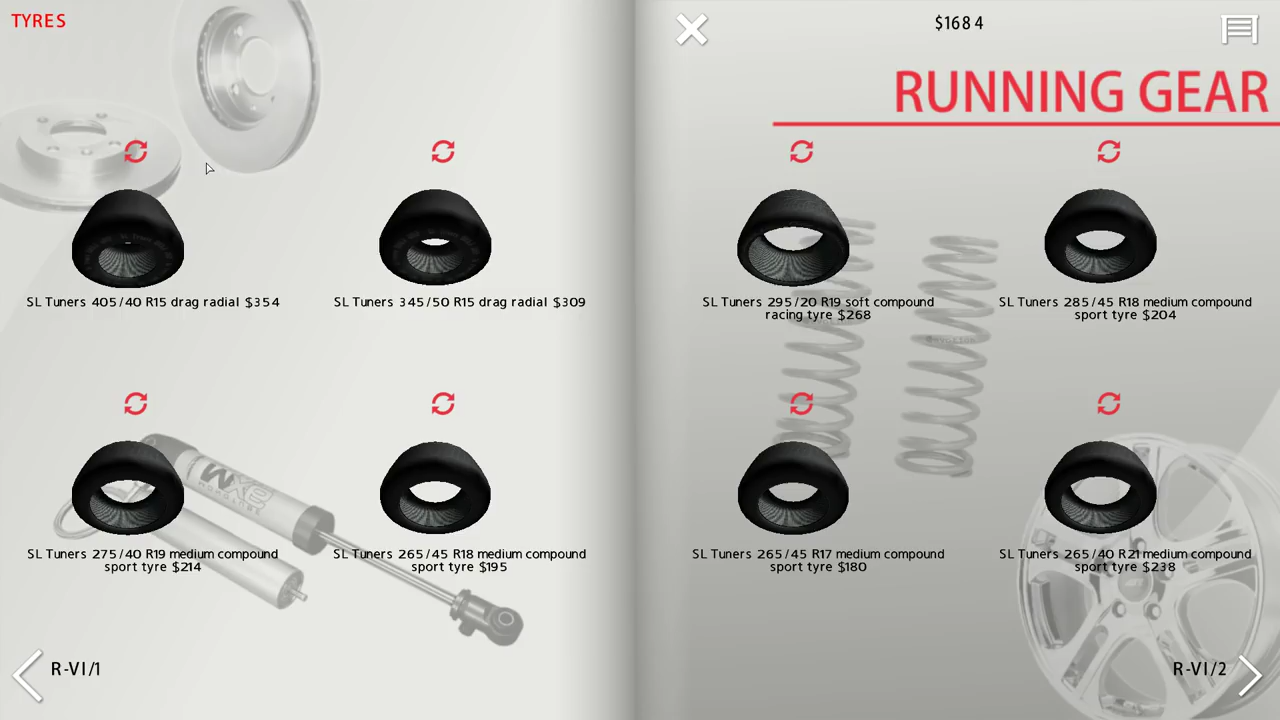 TYRES
$1684
RUNNING GEAR
SL Tuners 405/40 R15 drag radial $354
SL Tuners 345/50 R15 drag radial $309
SL Tuners 295/20 R19 soft compound
racing tyre $268
SL Tuners 285/45 R18 medium compound
sport tyre $204
SL Tuners 275/40 R19 medium compound
sport tyre $214
SL Tuners 265/45 R18 medium compound
sport tyre $195
SL Tuners 265/45 R17 medium compound
sport tyre $180
SL Tuners 265/40 R21 medium compound
sport tyre $238
R-VI/1
R-VI/2